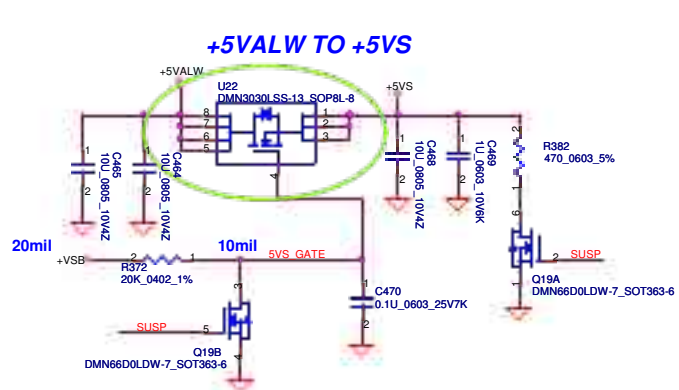 +5VALW TO +5VS
+5VALW
U22
DMN3030LSS-13_SOP8L-8
+5VS
8
7
6
5
1
2
3
4
1
2
C465
10U_0805_10V4Z
1
2
C464
10U_0805_10V4Z
1
2
C468
10U_0805_10V4Z
1
2
C469
1U_0603_10V6K
2
R382
470_0603_5%
1
6
20mil
+VSB
2
R372
20K_0402_1%
1
10mil
5VS_GATE
3
1
C470
0.1U_0603_25V7K
2
2
SUSP
1
Q19A
DMN66D0LDW-7_SOT363-6
SUSP
5
4
Q19B
DMN66D0LDW-7_SOT363-6